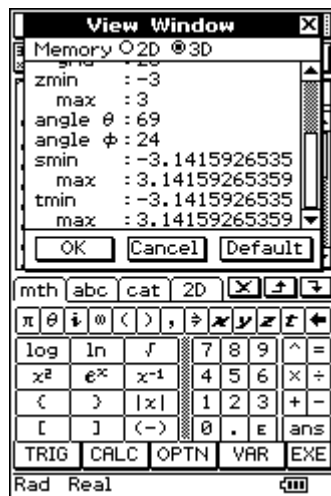 View Window
Memory 2D 3D
zmin :-3
max :3
angle θ :69
angle ϕ :24
smin :-3.1415926535
max :3.14159265359
tmin :-3.1415926535
max :3.14159265359
OK Cancel Default
mth abc cat 2D
π θ i ∞ ( ) , x y z t
log ln √ 7 8 9 ^ =
x² eˣ x⁻¹ 4 5 6 × ÷
( ) |x| 1 2 3 + -
[ ] (-) 0 . E ans
TRIG CALC OPTN VAR EXE
Rad Real